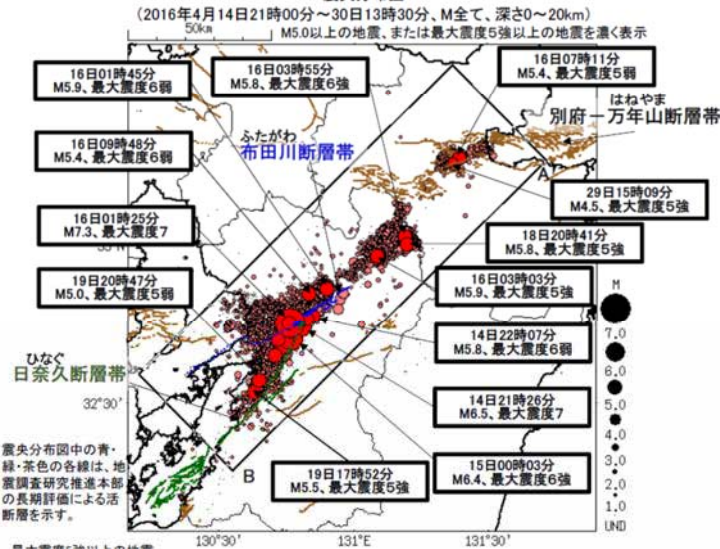 (2016年4月14日21時00分～30日13時30分、M全て、深さ0～20km)
50km
M5.0以上の地震、または最大震度5強以上の地震を濃く表示
16日01時45分
M5.9、最大震度6弱
16日03時55分
M5.8、最大震度6強
16日07時11分
M5.4、最大震度5弱
はねやま
別府－万年山断層帯
16日09時48分
M5.4、最大震度6弱
ふたがわ
布田川断層帯
A
29日15時09分
M4.5、最大震度5強
16日01時25分
M7.3、最大震度7
18日20時41分
M5.8、最大震度5強
19日20時47分
M5.0、最大震度5弱
16日03時03分
M5.9、最大震度5強
14日22時07分
M5.8、最大震度6弱
ひなぐ
日奈久断層帯
32°30'
14日21時26分
M6.5、最大震度7
15日00時03分
M6.4、最大震度6強
19日17時52分
M5.5、最大震度5強
B
M
7.0
6.0
5.0
4.0
3.0
2.0
1.0
UND
震央分布図中の青・
緑・茶色の各線は、地
震調査研究推進本部
の長期評価による活
断層を示す。
130°30'
131°E
131°30'